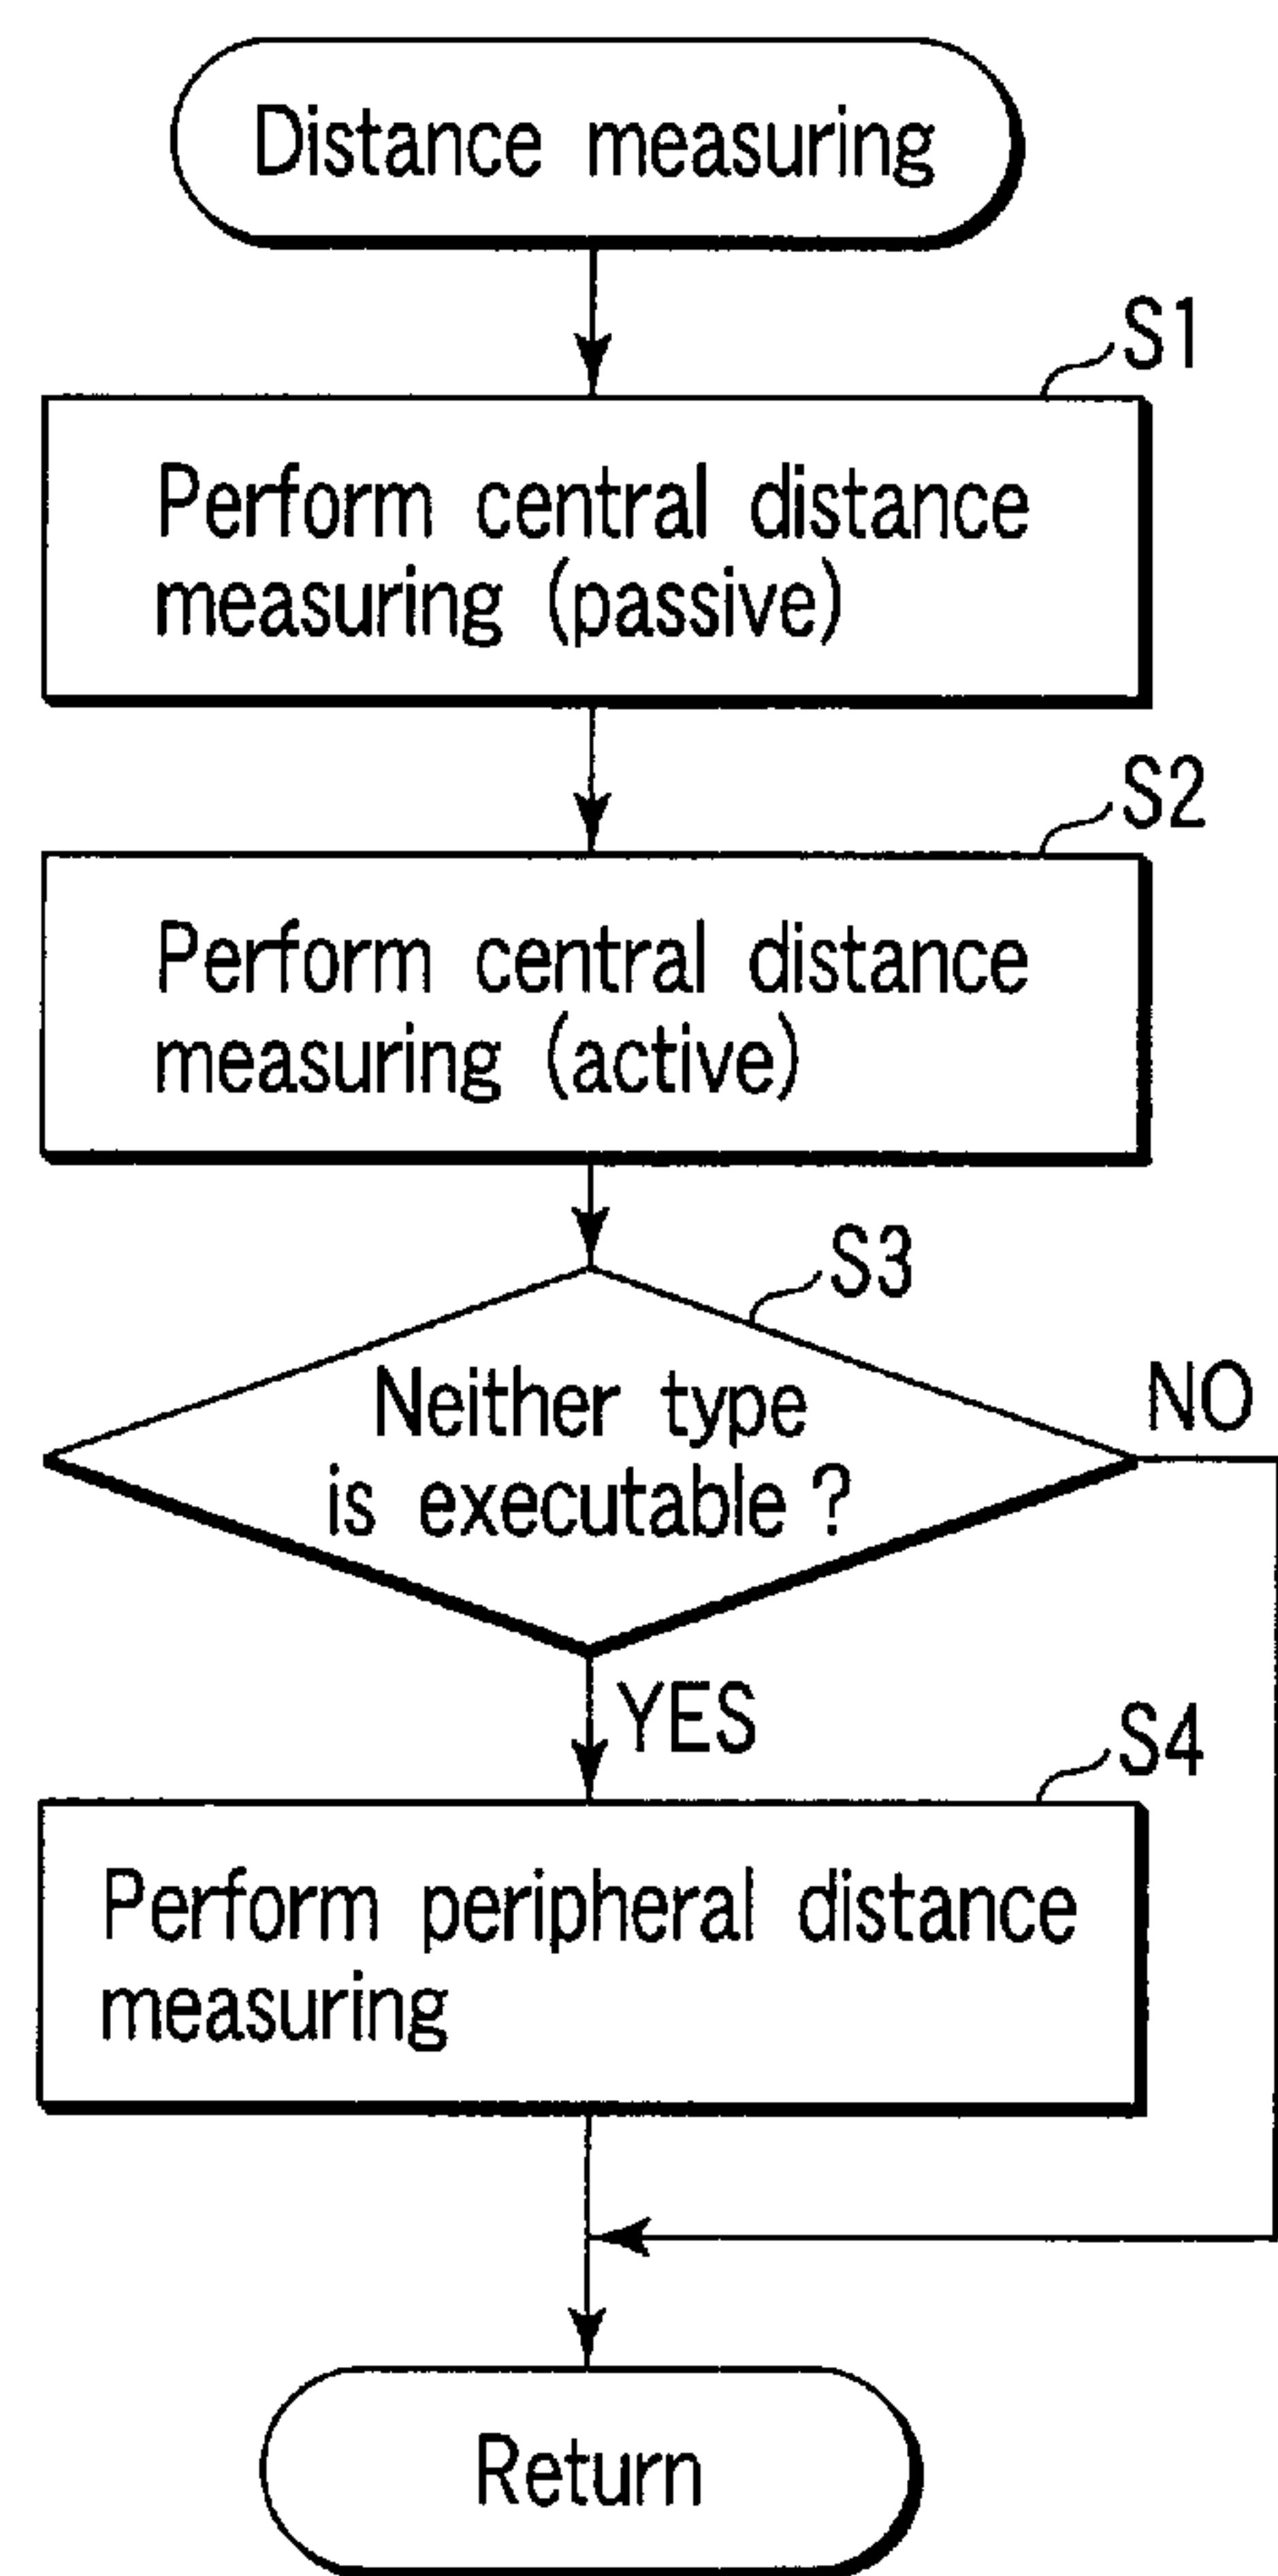 Distance measuring
S1
Perform central distance
measuring (passive)
S2
Perform central distance
measuring (active)
S3
Neither type
is executable ?
NO
YES
S4
Perform peripheral distance
measuring
Return